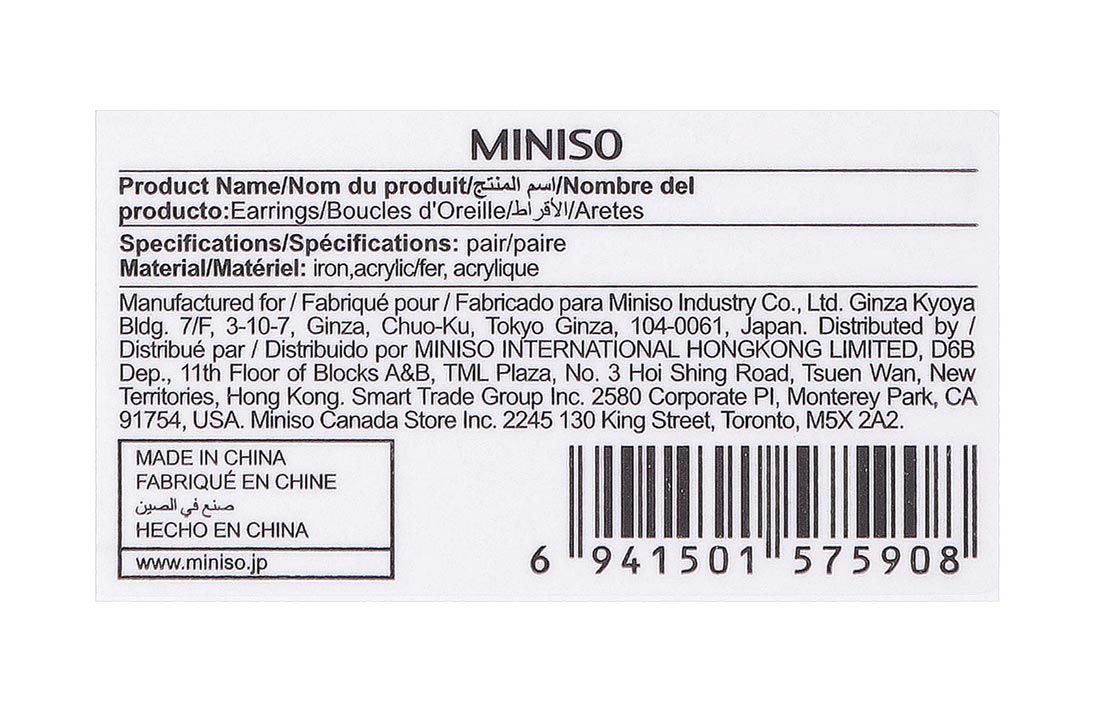 MINISO
Product Name/Nom du produit/اسم المنتج/Nombre del
producto:Earrings/Boucles d'Oreille/الأقراط/Aretes
Specifications/Spécifications: pair/paire
Material/Matériel: iron,acrylic/fer, acrylique
Manufactured for / Fabriqué pour / Fabricado para Miniso Industry Co., Ltd. Ginza Kyoya
Bldg. 7/F, 3-10-7, Ginza, Chuo-Ku, Tokyo Ginza, 104-0061, Japan. Distributed by /
Distribué par / Distribuido por MINISO INTERNATIONAL HONGKONG LIMITED, D6B
Dep., 11th Floor of Blocks A&B, TML Plaza, No. 3 Hoi Shing Road, Tsuen Wan, New
Territories, Hong Kong. Smart Trade Group Inc. 2580 Corporate Pl, Monterey Park, CA
91754, USA. Miniso Canada Store Inc. 2245 130 King Street, Toronto, M5X 2A2.
MADE IN CHINA
FABRIQUÉ EN CHINE
صنع في الصين
HECHO EN CHINA
www.miniso.jp
6 941501 575908